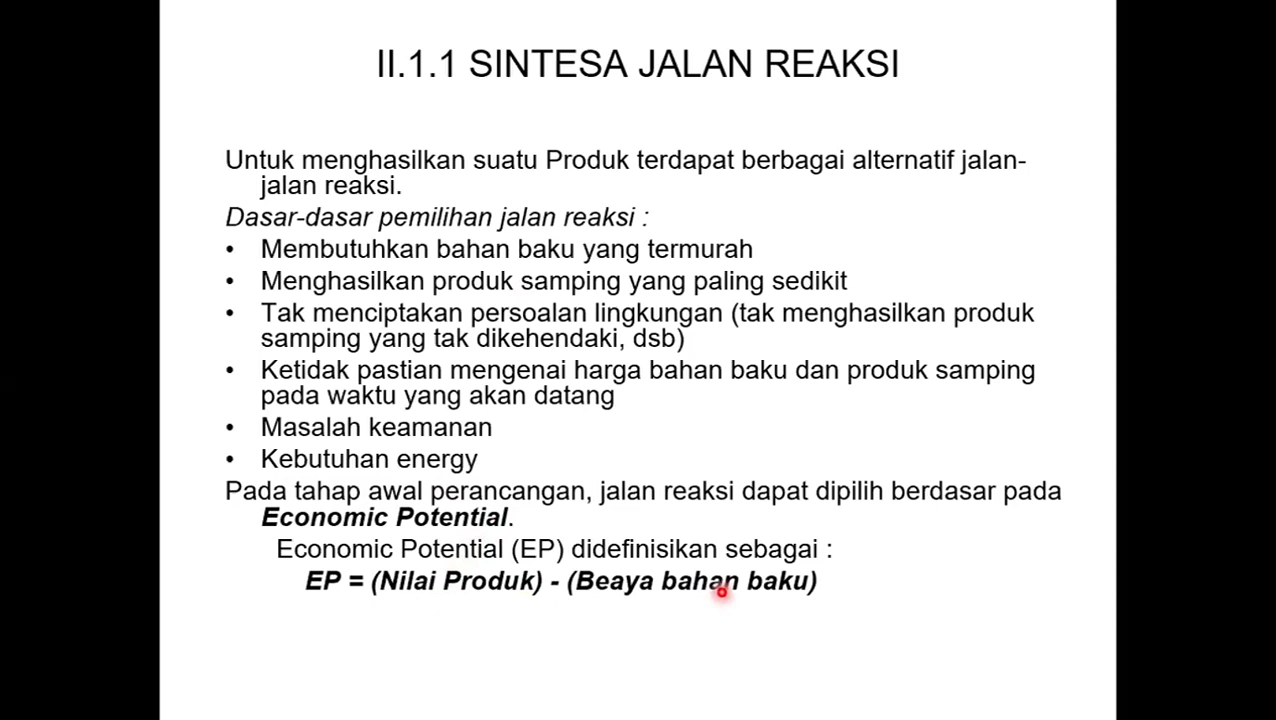 II.1.1 SINTESA JALAN REAKSI
Untuk menghasilkan suatu Produk terdapat berbagai alternatif jalan-
jalan reaksi.
Dasar-dasar pemilihan jalan reaksi :
• Membutuhkan bahan baku yang termurah
• Menghasilkan produk samping yang paling sedikit
• Tak menciptakan persoalan lingkungan (tak menghasilkan produk
samping yang tak dikehendaki, dsb)
• Ketidak pastian mengenai harga bahan baku dan produk samping
pada waktu yang akan datang
• Masalah keamanan
• Kebutuhan energy
Pada tahap awal perancangan, jalan reaksi dapat dipilih berdasar pada
Economic Potential.
Economic Potential (EP) didefinisikan sebagai :
EP = (Nilai Produk) - (Beaya bahan baku)